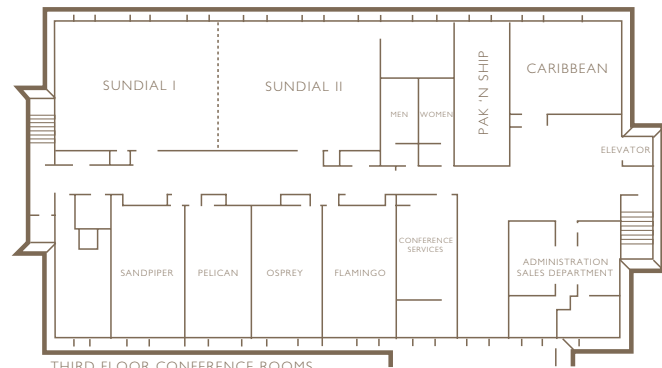 SUNDIAL I
SUNDIAL II
MEN
WOMEN
PAK 'N SHIP
CARIBBEAN
ELEVATOR
SANDPIPER
PELICAN
OSPREY
FLAMINGO
CONFERENCE
SERVICES
ADMINISTRATION
SALES DEPARTMENT
THIRD FLOOR CONFERENCE ROOMS